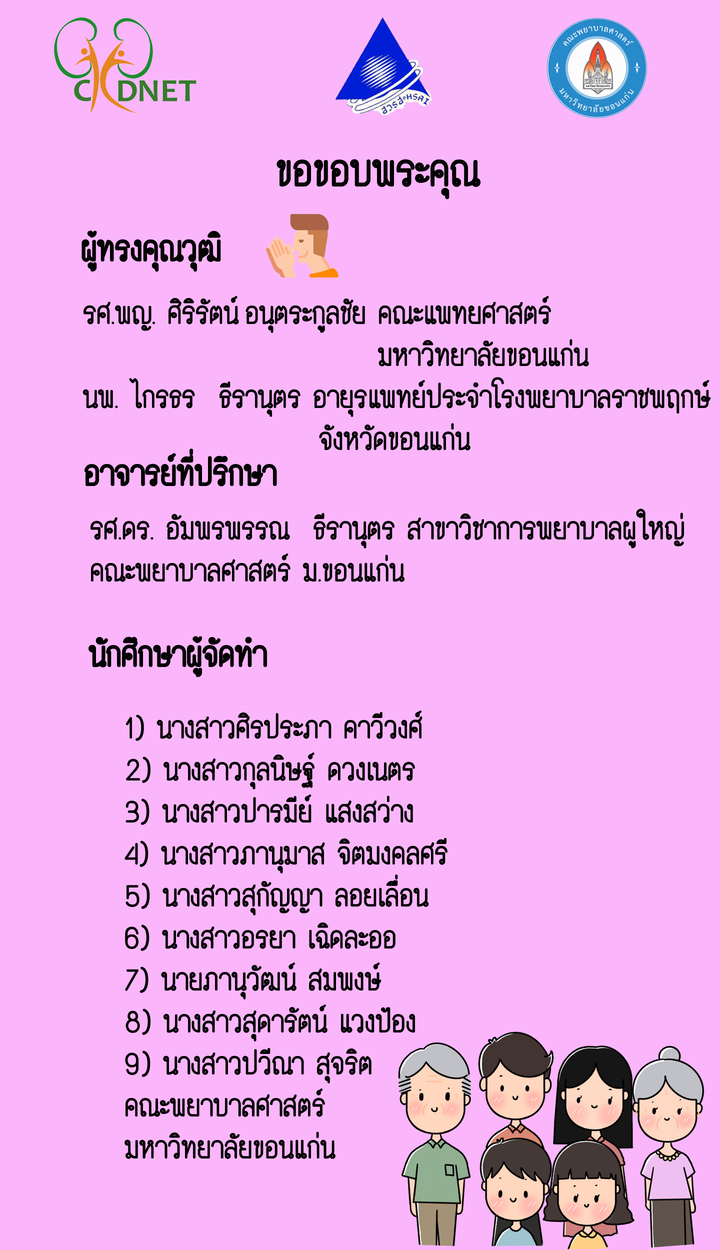 CKDNET
สวรส-HSRI
คณะพยาบาลศาสตร์
มหาวิทยาลัยขอนแก่น
ขอขอบพระคุณ
ผู้ทรงคุณวุฒิ
รศ.พญ. ศิริรัตน์ อนุตระกูลชัย คณะแพทยศาสตร์
มหาวิทยาลัยขอนแก่น
นพ. ไกรธร ธีรานุตร อายุรแพทย์ประจำโรงพยาบาลราชพฤกษ์
จังหวัดขอนแก่น
อาจารย์ที่ปรึกษา
รศ.ดร. อัมพรพรรณ ธีรานุตร สาขาวิชาการพยาบาลผู้ใหญ่
คณะพยาบาลศาสตร์ ม.ขอนแก่น
นักศึกษาผู้จัดทำ
1) นางสาวศิรประภา คาวีวงศ์
2) นางสาวกุลนิษฐ์ ดวงเนตร
3) นางสาวปารมีย์ แสงสว่าง
4) นางสาวภานุมาส จิตมงคลศรี
5) นางสาวสุกัญญา ลอยเลื่อน
6) นางสาวอรยา เฉิดละออ
7) นายภานุวัฒน์ สมพงษ์
8) นางสาวสุดารัตน์ แวงป้อง
9) นางสาวปวีณา สุจริต
คณะพยาบาลศาสตร์
มหาวิทยาลัยขอนแก่น